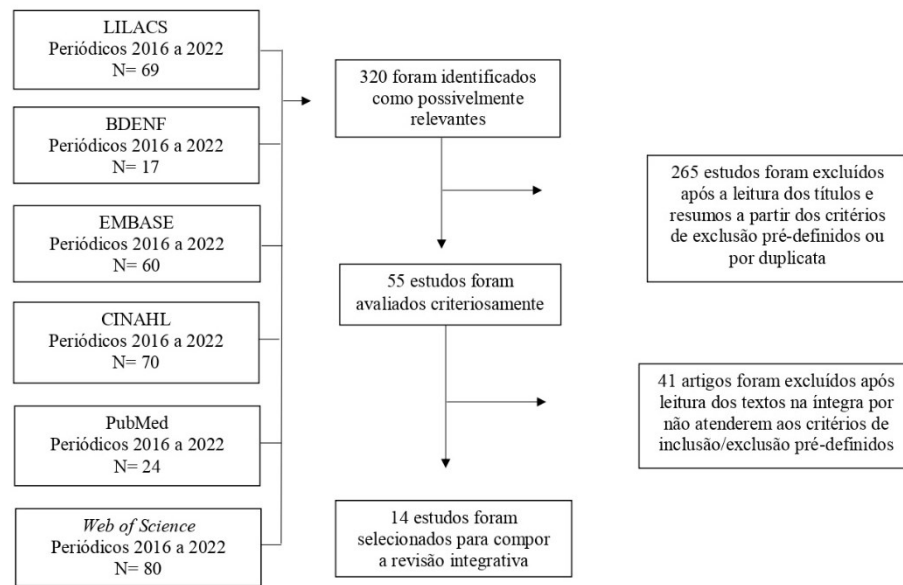 LILACS
Periódicos 2016 a 2022
N= 69
BDENF
Periódicos 2016 a 2022
N= 17
EMBASE
Periódicos 2016 a 2022
N= 60
CINAHL
Periódicos 2016 a 2022
N= 70
PubMed
Periódicos 2016 a 2022
N= 24
Web of Science
Periódicos 2016 a 2022
N= 80
320 foram identificados
como possivelmente
relevantes
265 estudos foram excluídos
após a leitura dos títulos e
resumos a partir dos critérios
de exclusão pré-definidos ou
por duplicata
55 estudos foram
avaliados criteriosamente
41 artigos foram excluídos após
leitura dos textos na íntegra por
não atenderem aos critérios de
inclusão/exclusão pré-definidos
14 estudos foram
selecionados para compor
a revisão integrativa